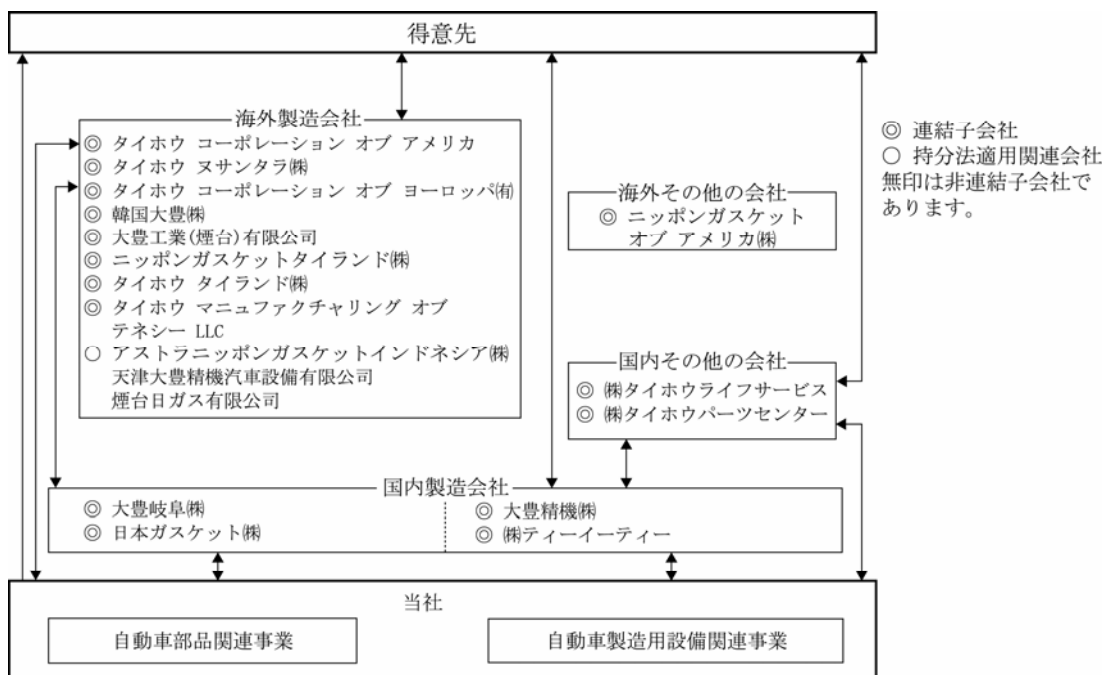 得意先
海外製造会社
◎ タイホウ コーポレーション オブ アメリカ
◎ タイホウ ヌサンタラ㈱
◎ タイホウ コーポレーション オブ ヨーロッパ㈲
◎ 韓国大豊㈱
◎ 大豊工業(煙台)有限公司
◎ ニッポンガスケットタイランド㈱
◎ タイホウ タイランド㈱
◎ タイホウ マニュファクチャリング オブ
テネシー LLC
○ アストラニッポンガスケットインドネシア㈱
天津大豊精機汽車設備有限公司
煙台日ガス有限公司
海外その他の会社
◎ ニッポンガスケット
オブ アメリカ㈱
◎ 連結子会社
○ 持分法適用関連会社
無印は非連結子会社で
あります。
国内その他の会社
◎ ㈱タイホウライフサービス
◎ ㈱タイホウパーツセンター
国内製造会社
◎ 大豊岐阜㈱
◎ 日本ガスケット㈱
◎ 大豊精機㈱
◎ ㈱ティーイーティー
当社
自動車部品関連事業
自動車製造用設備関連事業